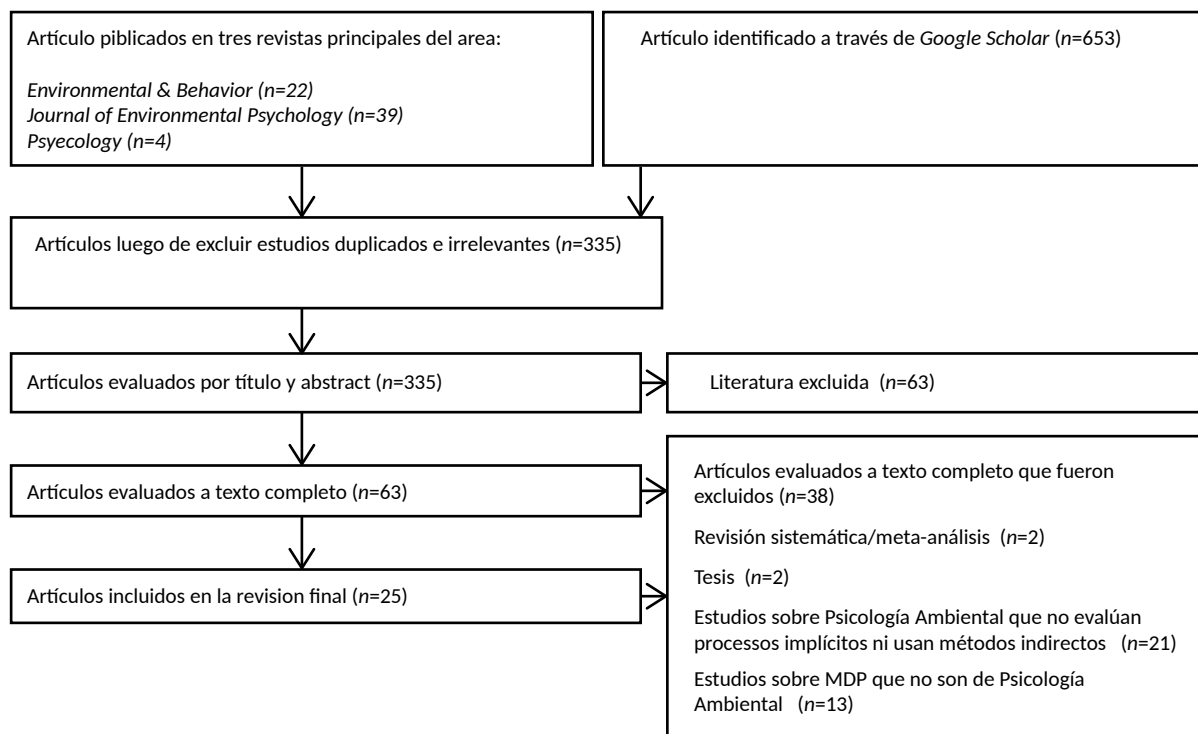 Artículo piblicados en tres revistas principales del area:
Environmental & Behavior (n=22)
Journal of Environmental Psychology (n=39)
Psyecology (n=4)
Artículo identificado a través de Google Scholar (n=653)
Artículos luego de excluir estudios duplicados e irrelevantes (n=335)
Artículos evaluados por título y abstract (n=335)
Literatura excluida (n=63)
Artículos evaluados a texto completo (n=63)
Artículos evaluados a texto completo que fueron
excluidos (n=38)
Revisión sistemática/meta-análisis (n=2)
Tesis (n=2)
Estudios sobre Psicología Ambiental que no evalúan
processos implícitos ni usan métodos indirectos (n=21)
Estudios sobre MDP que no son de Psicología
Ambiental (n=13)
Artículos incluidos en la revision final (n=25)